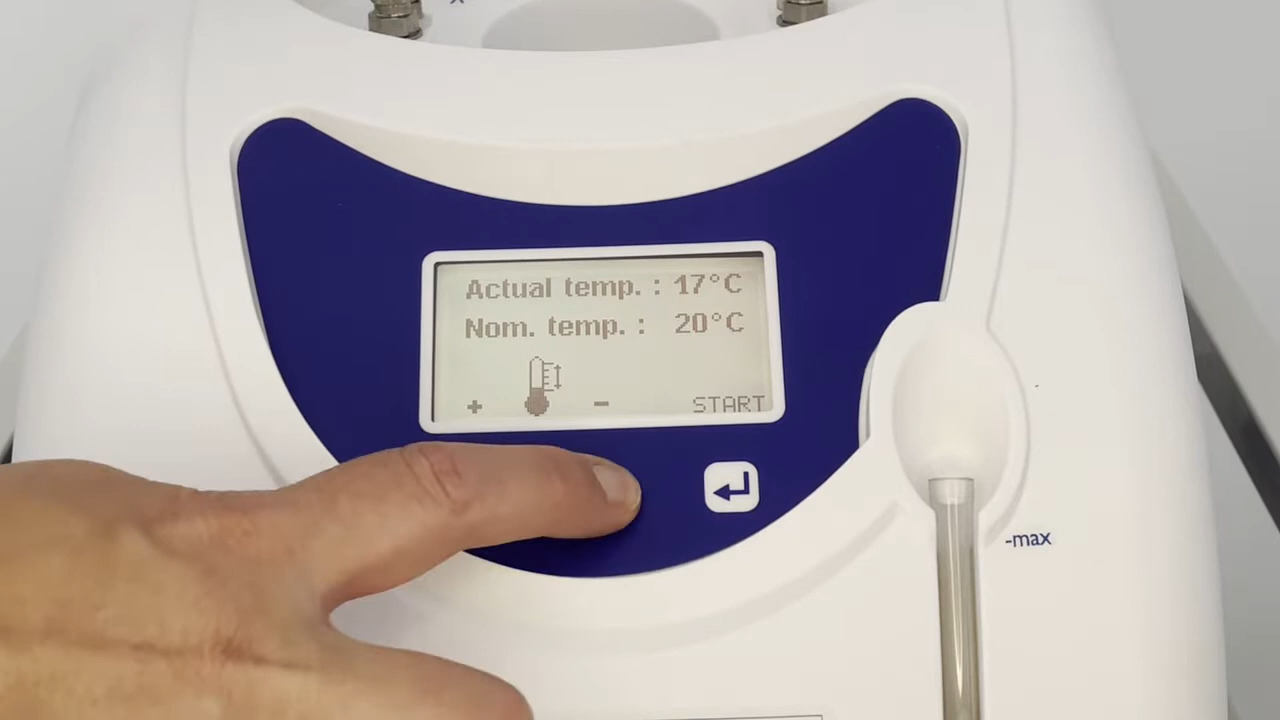 Actual temp. : 17°C
Nom. temp. : 20°C
+ - START
-max